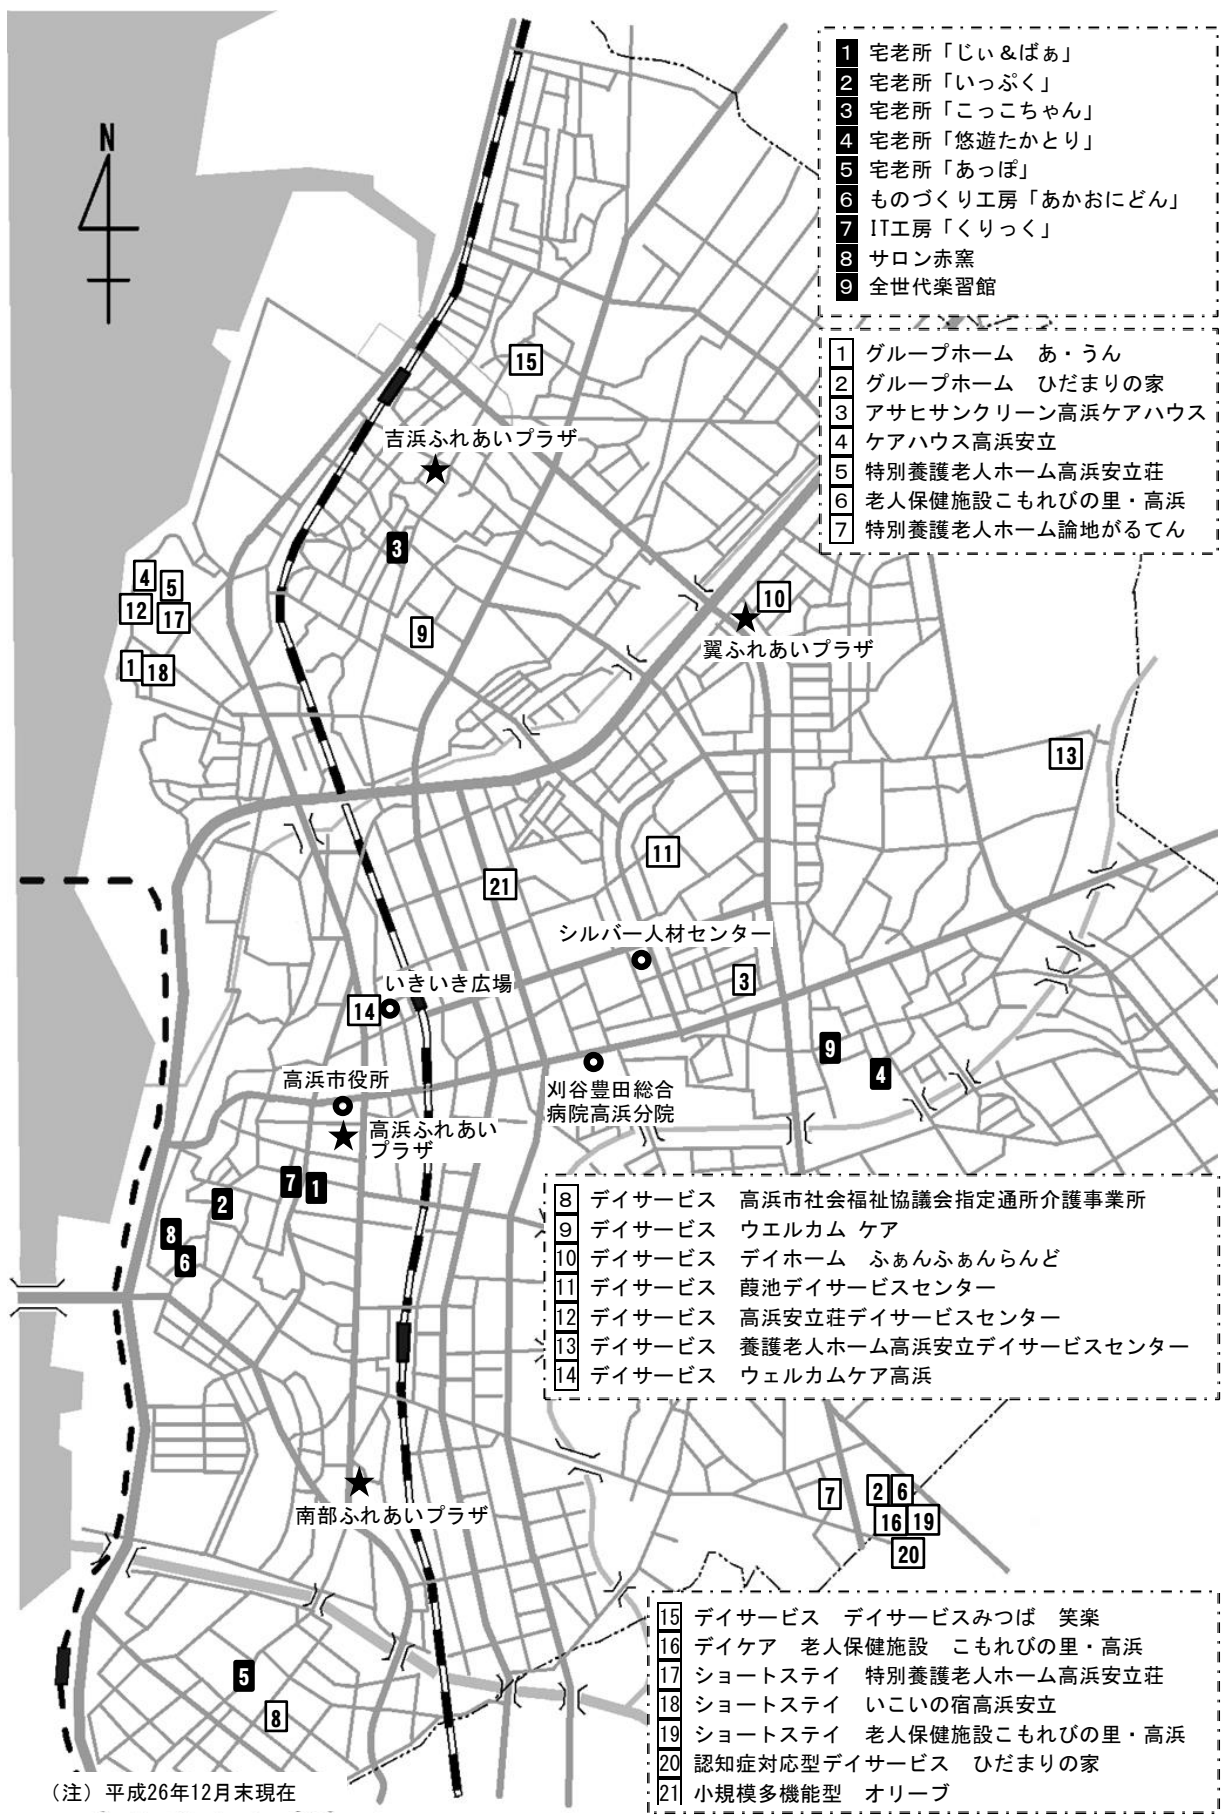 N
1 宅老所「じぃ&ばぁ」
2 宅老所「いっぷく」
3 宅老所「こっこちゃん」
4 宅老所「悠遊たかとり」
5 宅老所「あっぽ」
6 ものづくり工房「あかおにどん」
7 IT工房「くりっく」
8 サロン赤窯
9 全世代楽習館
1 グループホーム　あ・うん
2 グループホーム　ひだまりの家
3 アサヒサンクリーン高浜ケアハウス
4 ケアハウス高浜安立
5 特別養護老人ホーム高浜安立荘
6 老人保健施設こもれびの里・高浜
7 特別養護老人ホーム論地がるてん
15
吉浜ふれあいプラザ
3
4
5
12
17
10
9
翼ふれあいプラザ
1
18
13
11
21
シルバー人材センター
3
いきいき広場
14
9
4
高浜市役所
刈谷豊田総合
病院高浜分院
高浜ふれあい
プラザ
7
1
2
8
6
8 デイサービス　高浜市社会福祉協議会指定通所介護事業所
9 デイサービス　ウエルカム ケア
10 デイサービス　デイホーム　ふぁんふぁんらんど
11 デイサービス　葭池デイサービスセンター
12 デイサービス　高浜安立荘デイサービスセンター
13 デイサービス　養護老人ホーム高浜安立デイサービスセンター
14 デイサービス　ウェルカムケア高浜
南部ふれあいプラザ
7
2
6
16
19
20
5
8
15 デイサービス　デイサービスみつば　笑楽
16 デイケア　老人保健施設　こもれびの里・高浜
17 ショートステイ　特別養護老人ホーム高浜安立荘
18 ショートステイ　いこいの宿高浜安立
19 ショートステイ　老人保健施設こもれびの里・高浜
20 認知症対応型デイサービス　ひだまりの家
21 小規模多機能型　オリーブ
（注）平成26年12月末現在